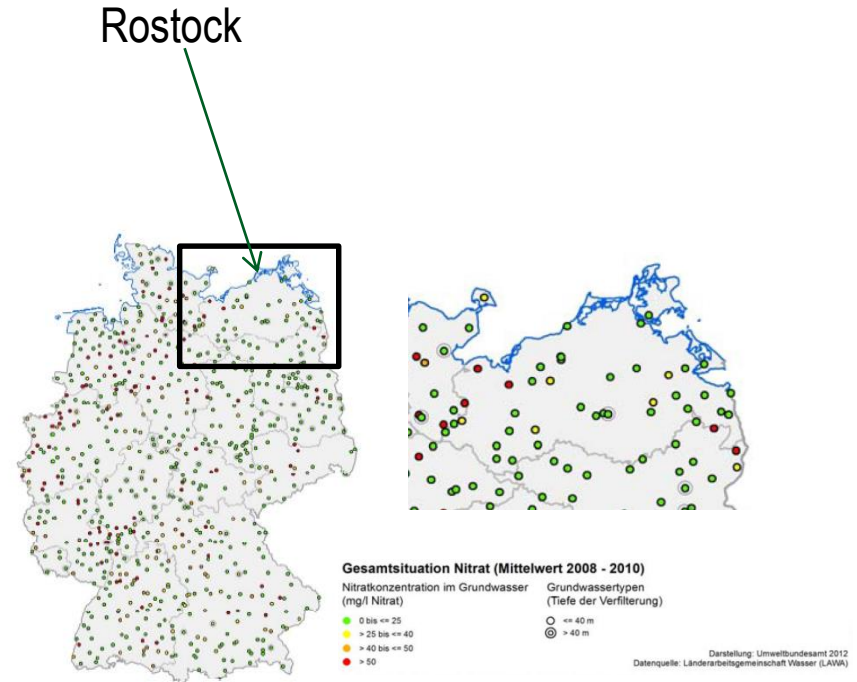 Rostock
Gesamtsituation Nitrat (Mittelwert 2008 - 2010)
Nitratkonzentration im Grundwasser
(mg/l Nitrat)
0 bis <= 25
> 25 bis <= 40
> 40 bis <= 50
> 50
Grundwassertypen
(Tiefe der Verfilterung)
<= 40 m
> 40 m
Darstellung: Umweltbundesamt 2012
Datenquelle: Länderarbeitsgemeinschaft Wasser (LAWA)